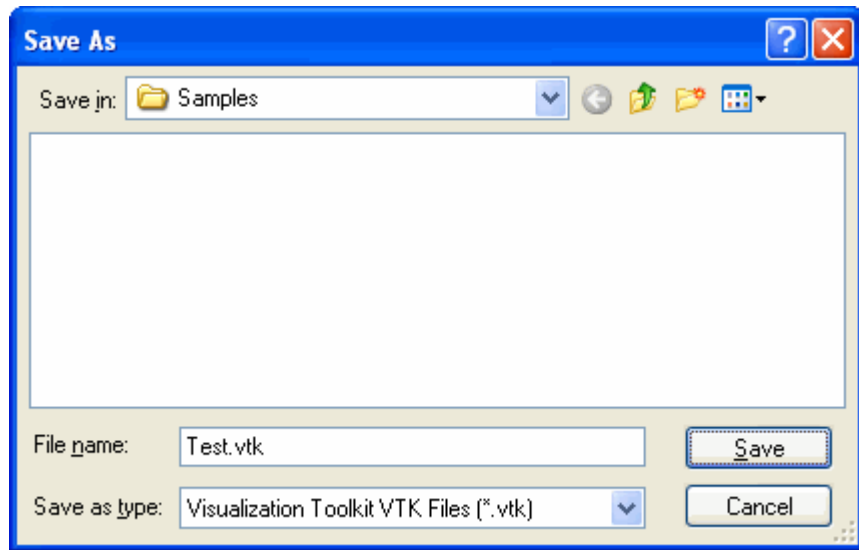 Save As
Save in: Samples
File name: Test.vtk
Save
Save as type: Visualization Toolkit VTK Files (*.vtk)
Cancel